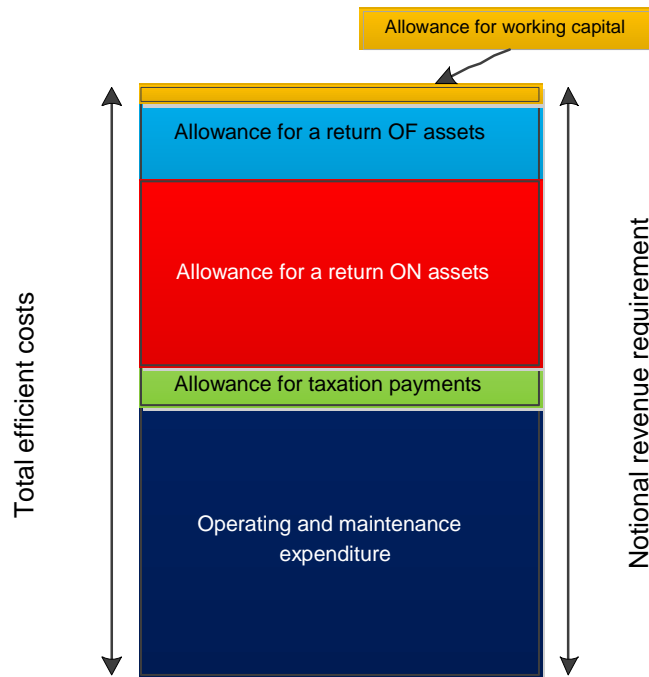 Allowance for working capital
Allowance for a return OF assets
Allowance for a return ON assets
Allowance for taxation payments
Operating and maintenance
expenditure
Total efficient costs
Notional revenue requirement